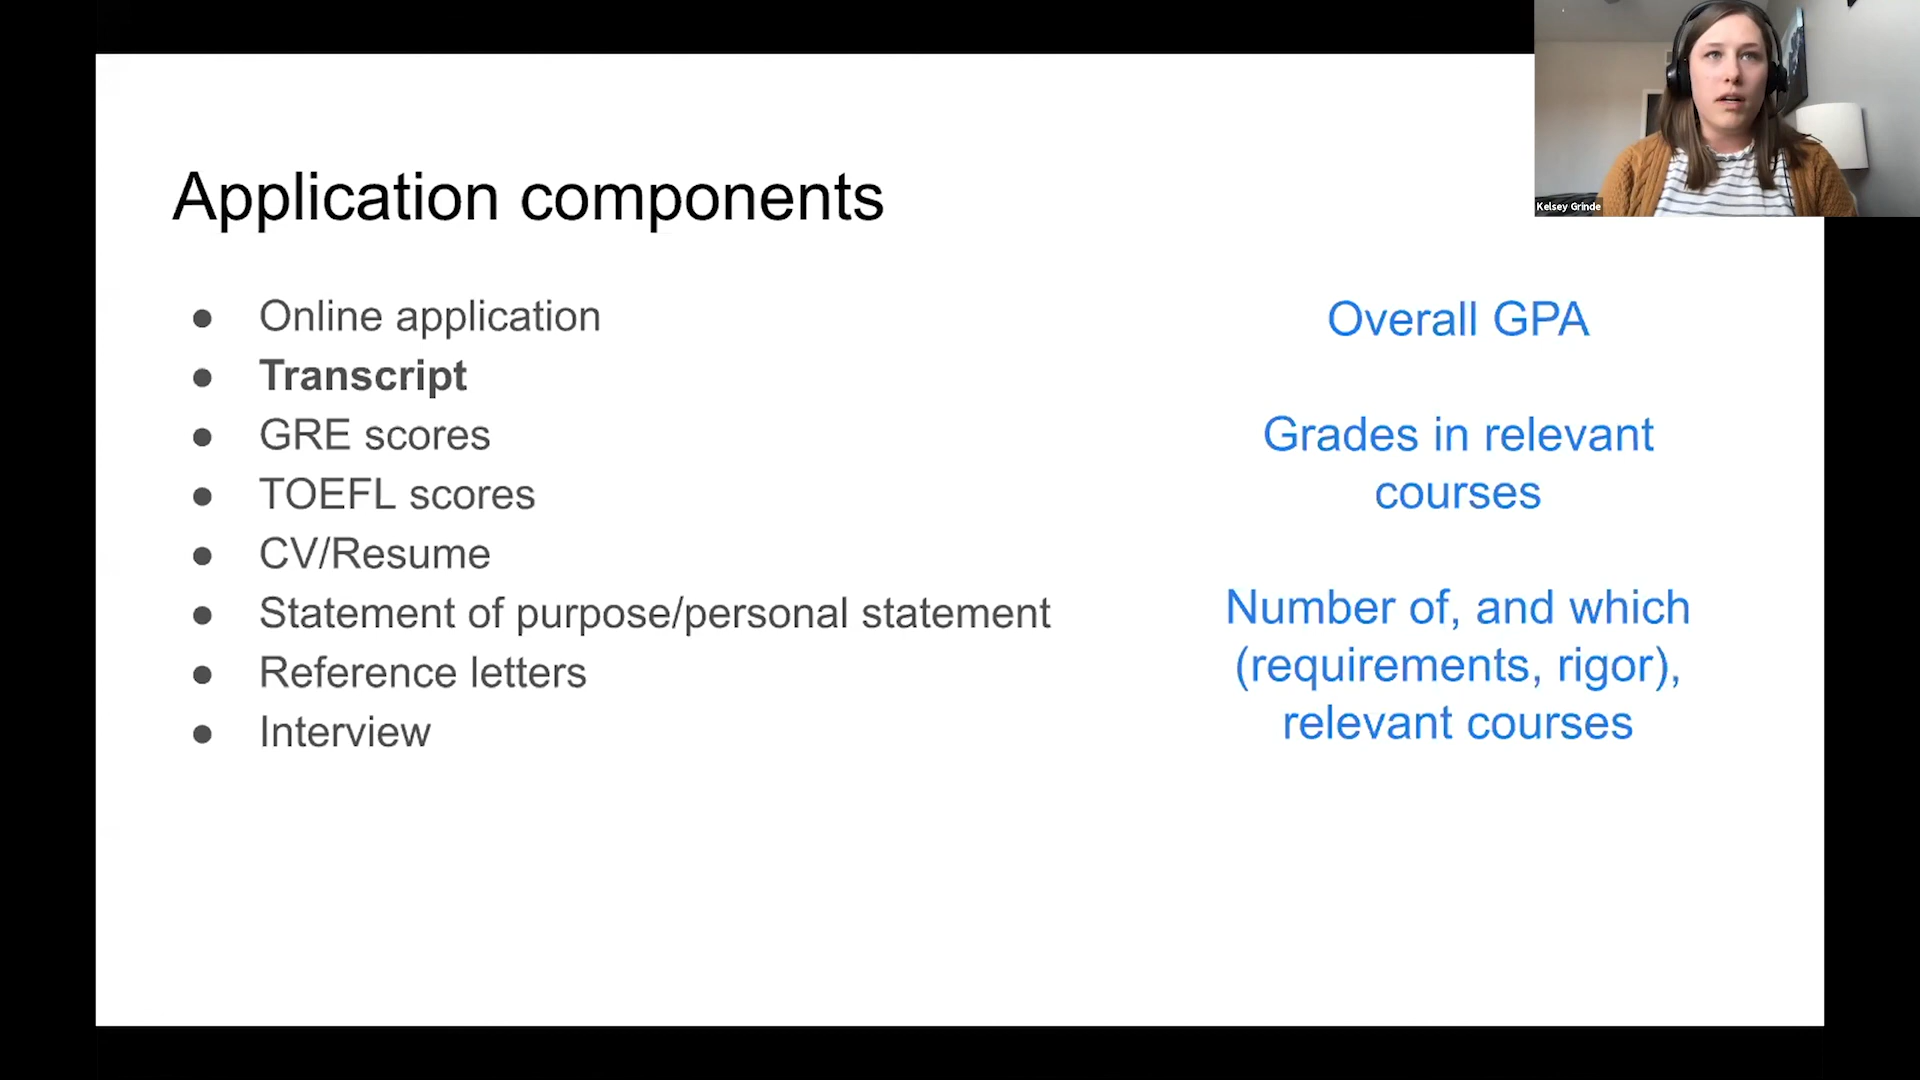 Application components
Online application
Transcript
GRE scores
TOEFL scores
CV/Resume
Statement of purpose/personal statement
Reference letters
Interview
Overall GPA
Grades in relevant
courses
Number of, and which
(requirements, rigor),
relevant courses
Kelsey Grinde